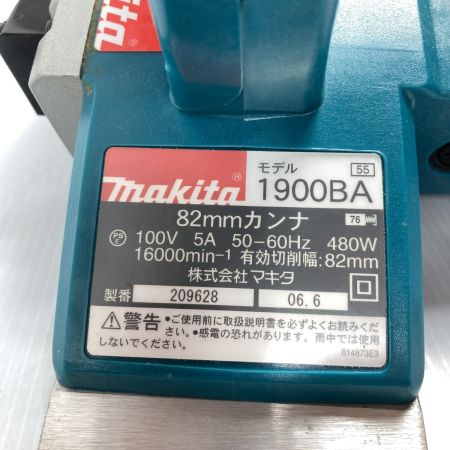 makita
モデル 55
makita® 1900BA
82mmカンナ 76
PS E 100V 5A 50-60Hz 480W
16000min-1 有効切削幅:82mm
株式会社マキタ
製番 209628 06.6
⚠警告 ●ご使用前に取扱説明書を必ずよくお読みくだ
さい。●感電の恐れがあります。雨中では使用
しないでください。
814873E3